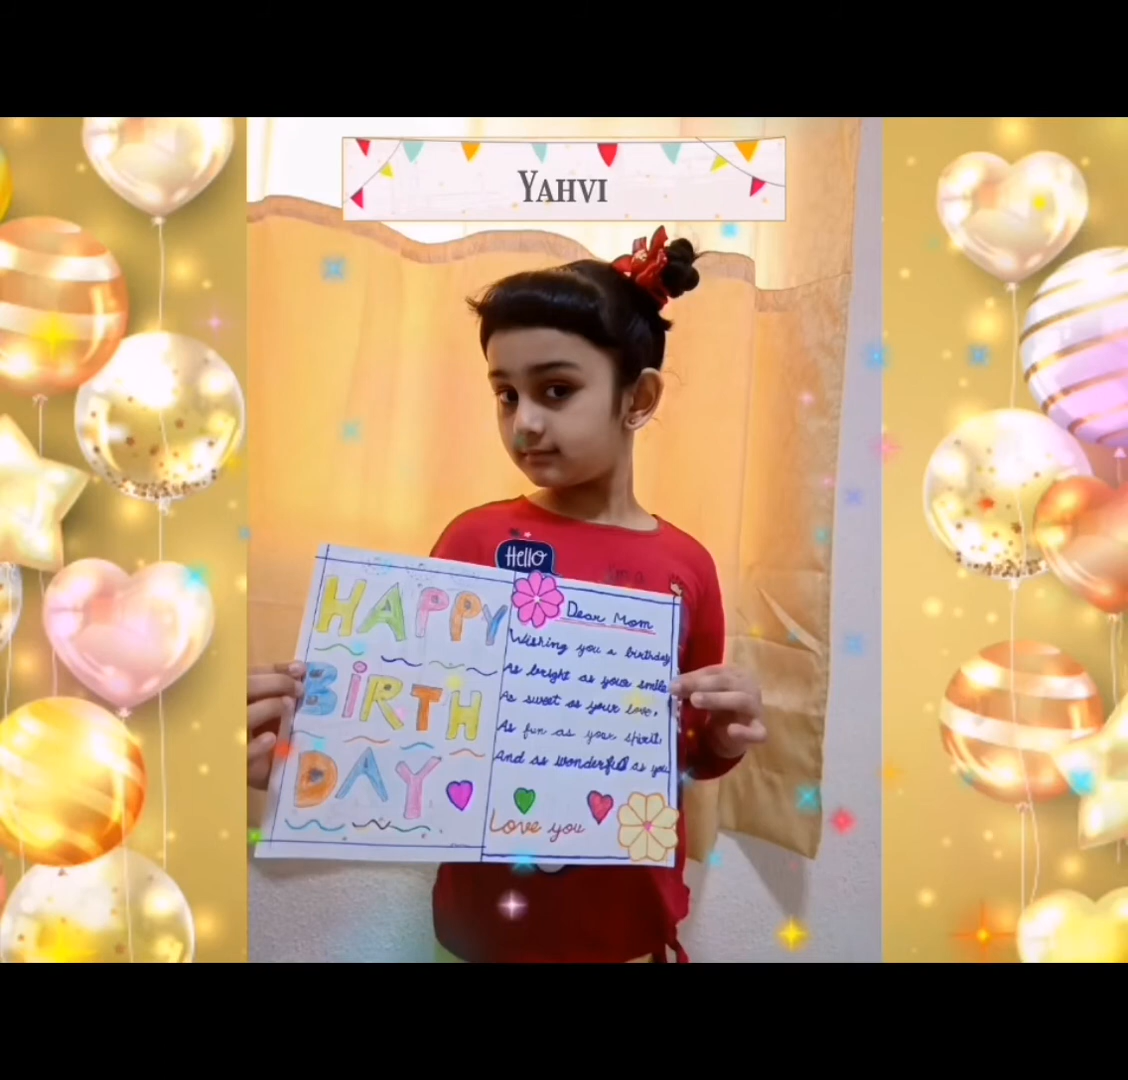 YAHVI
Hello
HAPPY
BiRTH
DAY
Dear Mom
Wishing you a birthday
As bright as your smile
As sweet as your love,
As fun as your spirit
And as wonderful as you
Love you